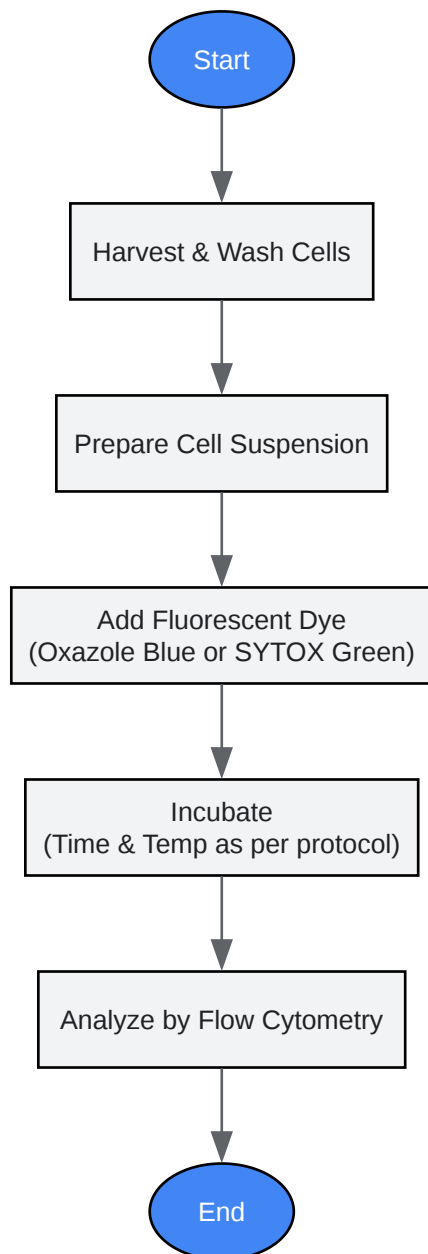 Start
Harvest & Wash Cells
Prepare Cell Suspension
Add Fluorescent Dye
(Oxazole Blue or SYTOX Green)
Incubate
(Time & Temp as per protocol)
Analyze by Flow Cytometry
End